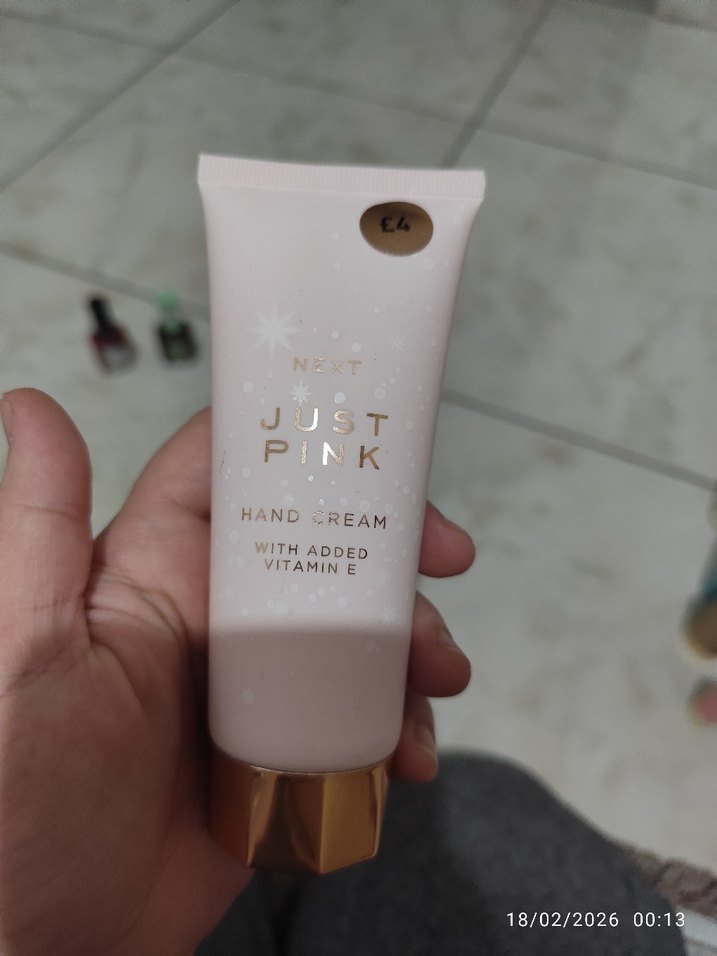 £4
NEXT
JUST
PINK
HAND CREAM
WITH ADDED
VITAMIN E
18/02/2026 00:13